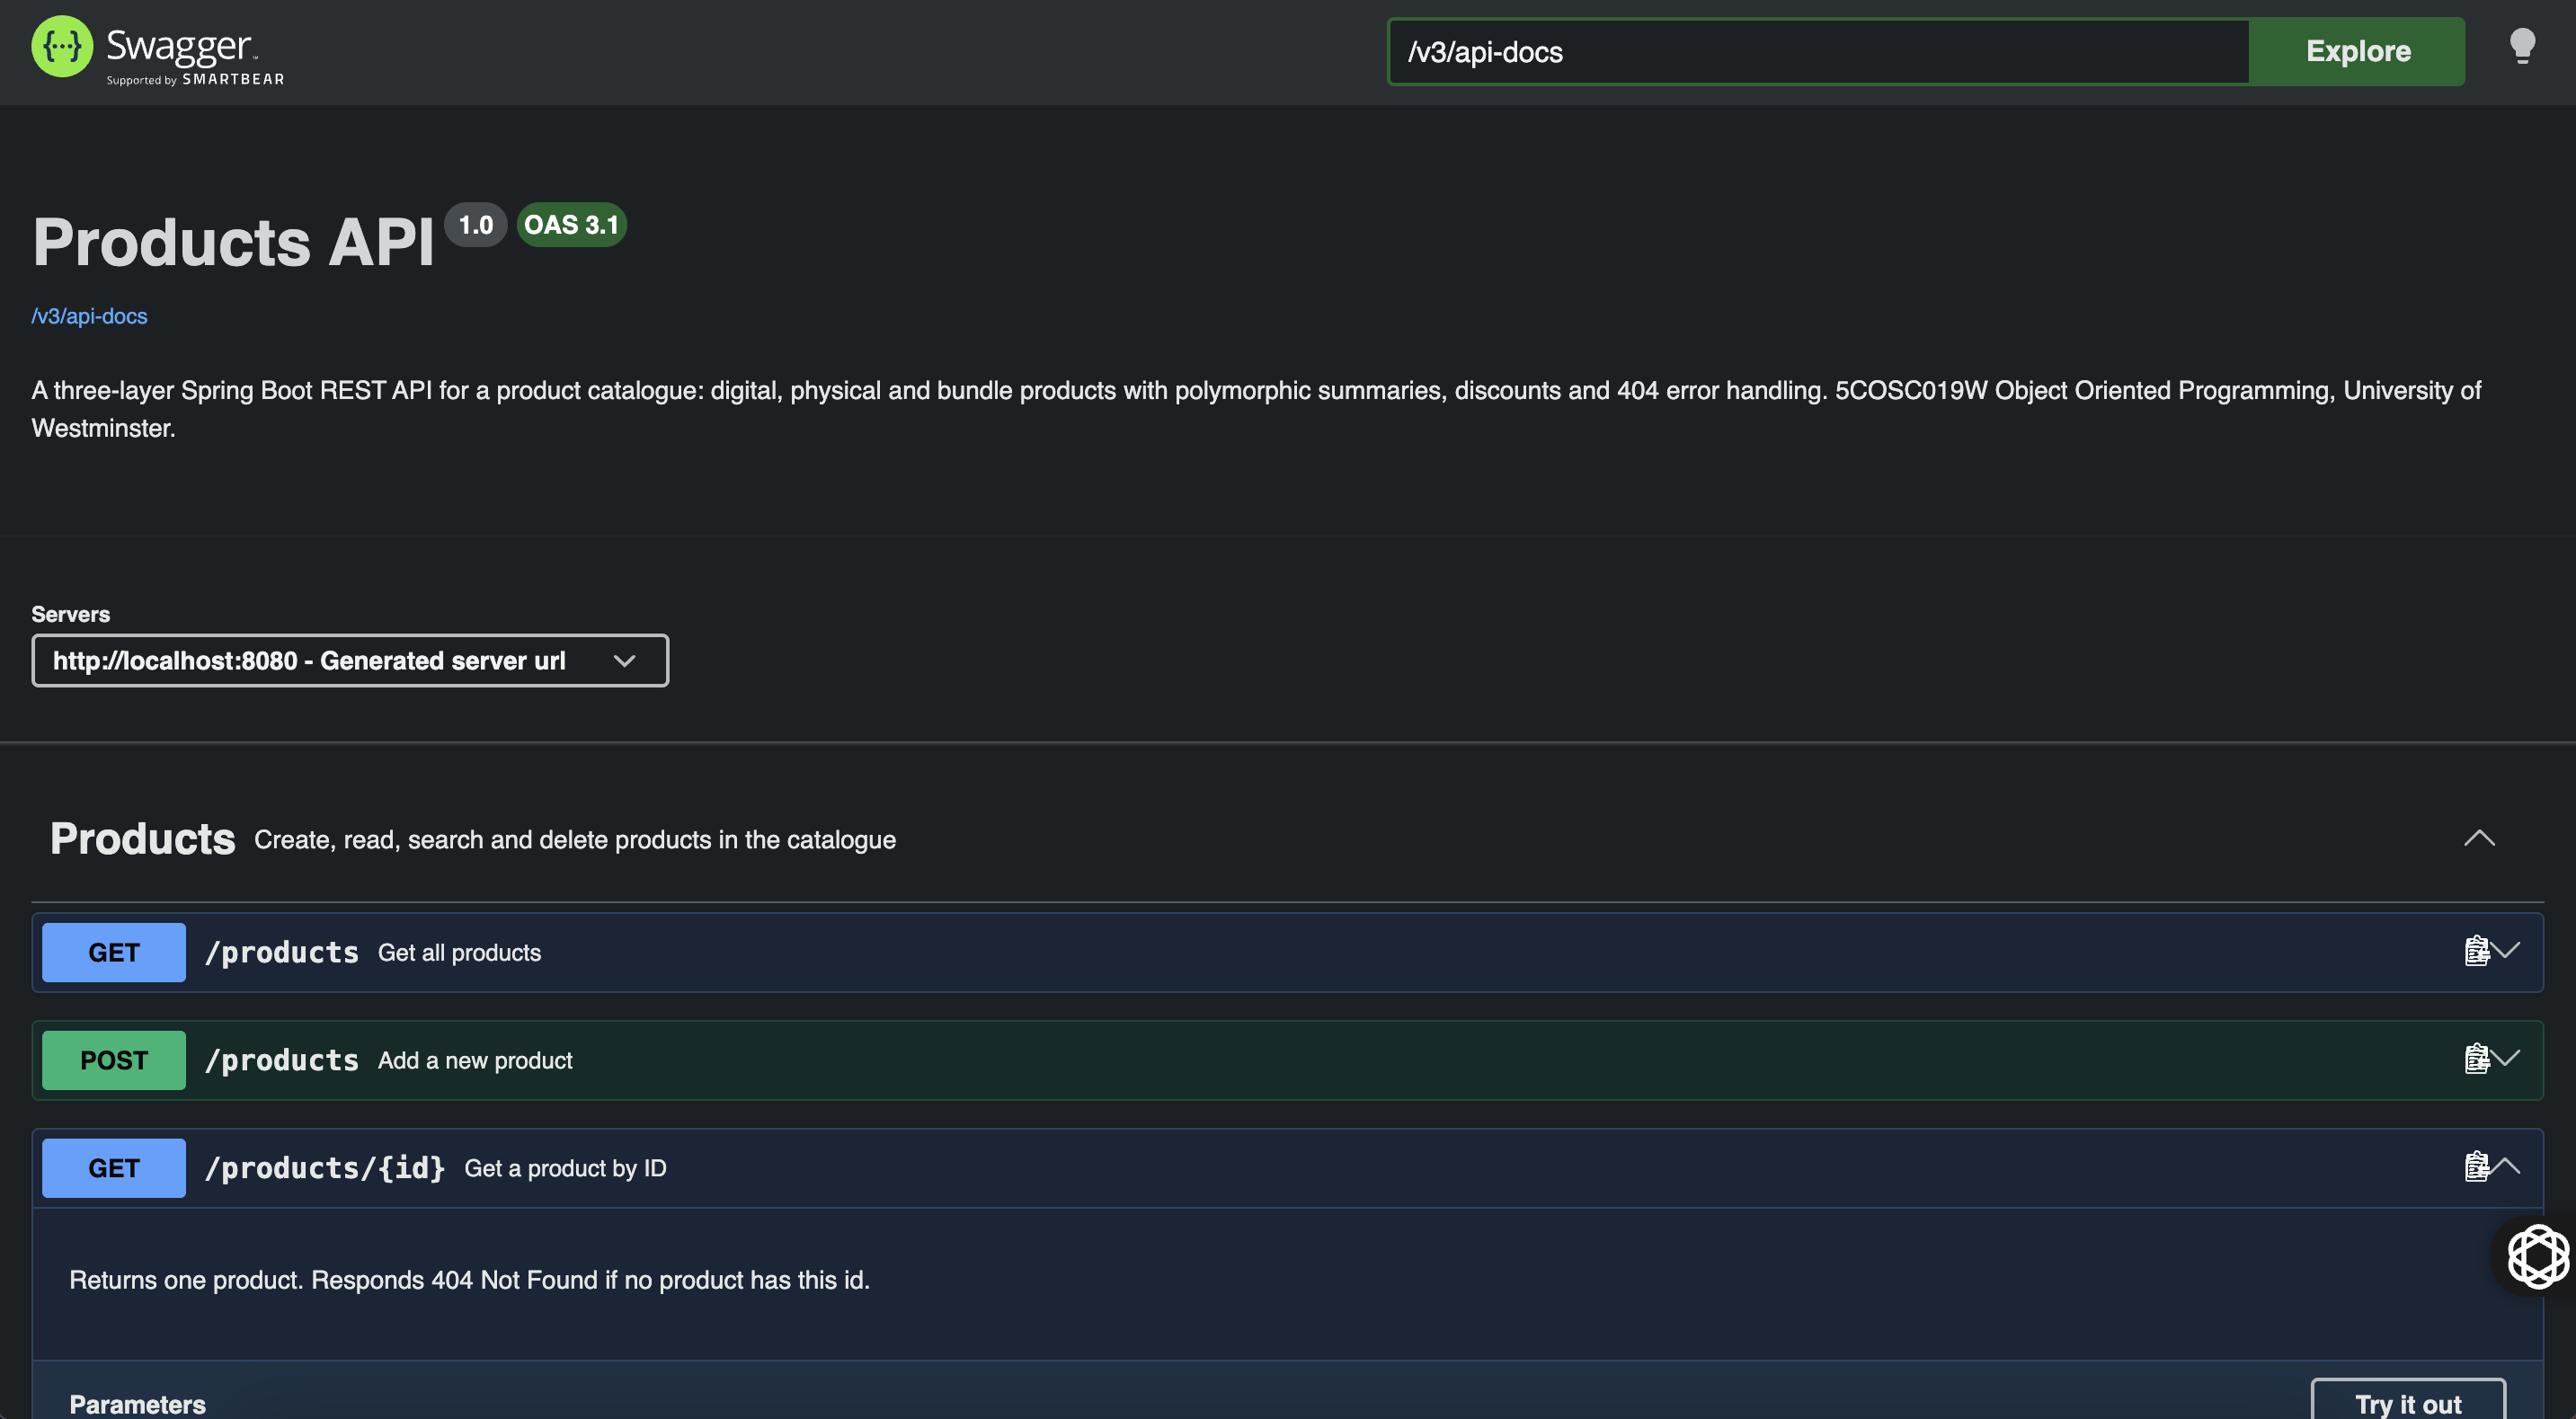 Swagger
Supported by SMARTBEAR
/v3/api-docs
Explore
Products API 1.0 OAS 3.1
/v3/api-docs
A three-layer Spring Boot REST API for a product catalogue: digital, physical and bundle products with polymorphic summaries, discounts and 404 error handling. 5COSC019W Object Oriented Programming, University of
Westminster.
Servers
http://localhost:8080 - Generated server url
Products Create, read, search and delete products in the catalogue
GET /products Get all products
POST /products Add a new product
GET /products/{id} Get a product by ID
Returns one product. Responds 404 Not Found if no product has this id.
Parameters
Try it out